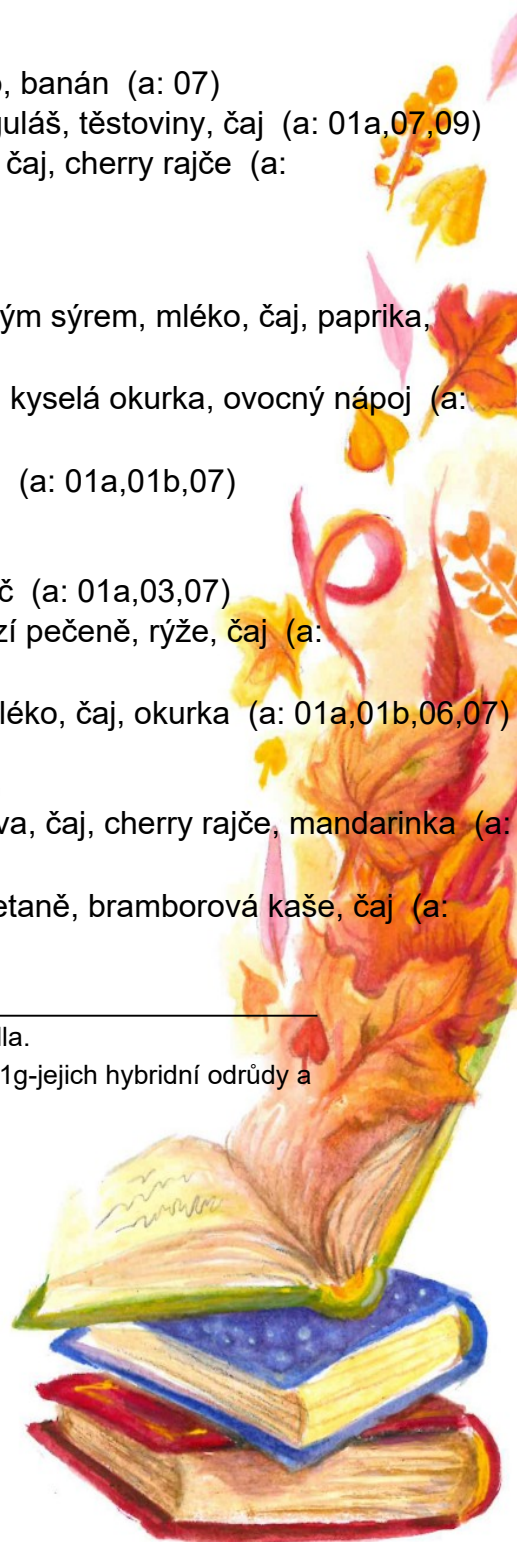 , banán (a: 07)
guláš, těstoviny, čaj (a: 01a,07,09)
čaj, cherry rajče (a:
ým sýrem, mléko, čaj, paprika,
kyselá okurka, ovocný nápoj (a:
(a: 01a,01b,07)
č (a: 01a,03,07)
zí pečeně, rýže, čaj (a:
léko, čaj, okurka (a: 01a,01b,06,07)
va, čaj, cherry rajče, mandarinka (a:
etaně, bramborová kaše, čaj (a:
lla.
1g-jejich hybridní odrůdy a